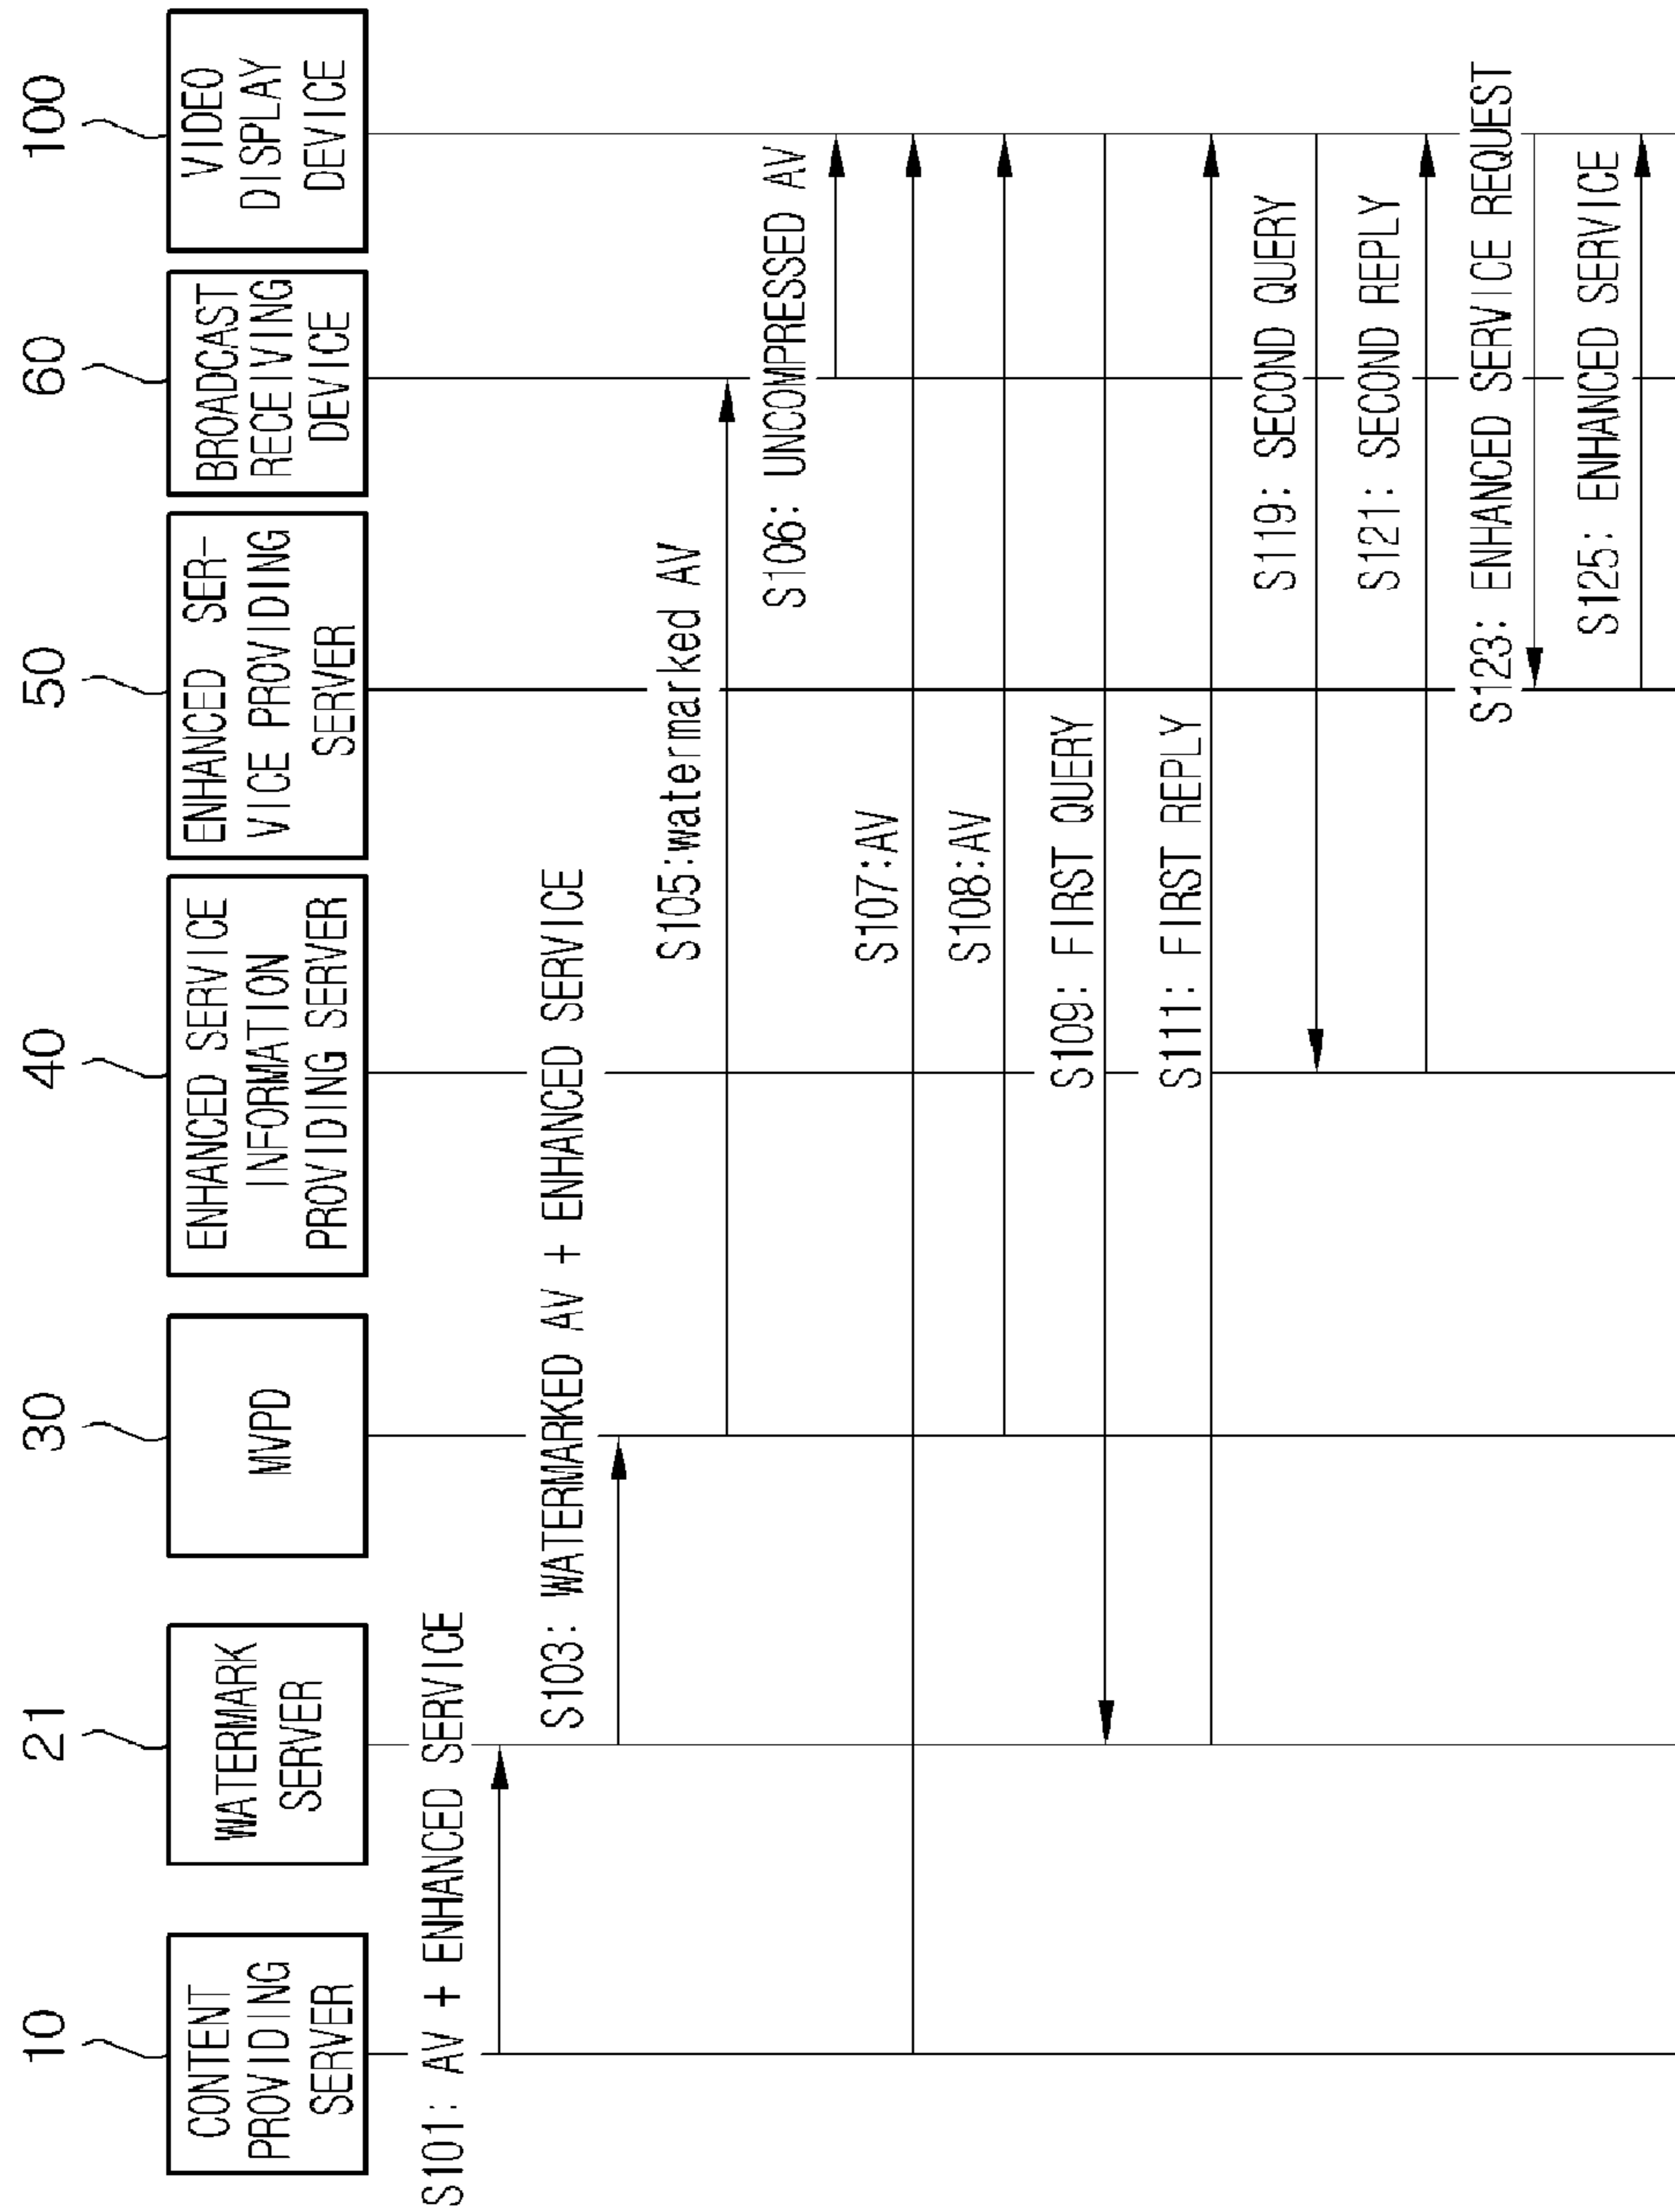 10
21
30
40
50
60
100
CONTENT
PROVIDING
SERVER
WATERMARK
SERVER
MVPD
ENHANCED SERVICE
INFORMATION
PROVIDING SERVER
ENHANCED SER-
VICE PROVIDING
SERVER
BROADCAST
RECEIVING
DEVICE
VIDEO
DISPLAY
DEVICE
S101: AV + ENHANCED SERVICE
S103: WATERMARKED AV + ENHANCED SERVICE
S105:watermarked AV
S106: UNCOMPRESSED AV
S107:AV
S108:AV
S109: FIRST QUERY
S111: FIRST REPLY
S119: SECOND QUERY
S121: SECOND REPLY
S123: ENHANCED SERVICE REQUEST
S125: ENHANCED SERVICE